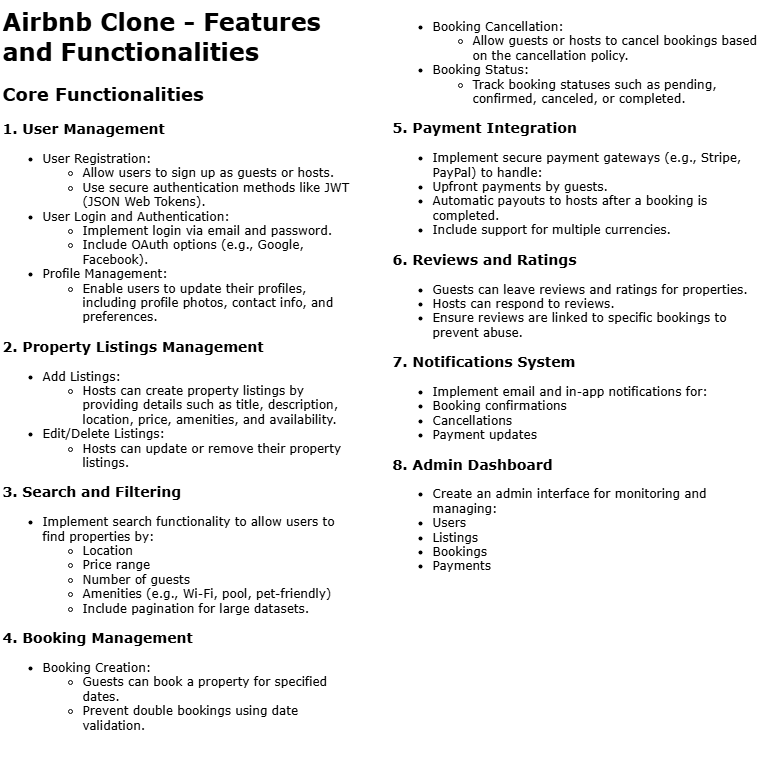 Airbnb Clone – Features
and Functionalities
Core Functionalities
1. User Management
• User Registration:
◦ Allow users to sign up as guests or hosts.
◦ Use secure authentication methods like JWT
(JSON Web Tokens).
• User Login and Authentication:
◦ Implement login via email and password.
◦ Include OAuth options (e.g., Google,
Facebook).
• Profile Management:
◦ Enable users to update their profiles,
including profile photos, contact info, and
preferences.
2. Property Listings Management
• Add Listings:
◦ Hosts can create property listings by
providing details such as title, description,
location, price, amenities, and availability.
• Edit/Delete Listings:
◦ Hosts can update or remove their property
listings.
3. Search and Filtering
• Implement search functionality to allow users to
find properties by:
◦ Location
◦ Price range
◦ Number of guests
◦ Amenities (e.g., Wi-Fi, pool, pet-friendly)
◦ Include pagination for large datasets.
4. Booking Management
• Booking Creation:
◦ Guests can book a property for specified
dates.
◦ Prevent double bookings using date
validation.
• Booking Cancellation:
◦ Allow guests or hosts to cancel bookings based
on the cancellation policy.
• Booking Status:
◦ Track booking statuses such as pending,
confirmed, canceled, or completed.
5. Payment Integration
• Implement secure payment gateways (e.g., Stripe,
PayPal) to handle:
• Upfront payments by guests.
• Automatic payouts to hosts after a booking is
completed.
• Include support for multiple currencies.
6. Reviews and Ratings
• Guests can leave reviews and ratings for properties.
• Hosts can respond to reviews.
• Ensure reviews are linked to specific bookings to
prevent abuse.
7. Notifications System
• Implement email and in-app notifications for:
• Booking confirmations
• Cancellations
• Payment updates
8. Admin Dashboard
• Create an admin interface for monitoring and
managing:
• Users
• Listings
• Bookings
• Payments